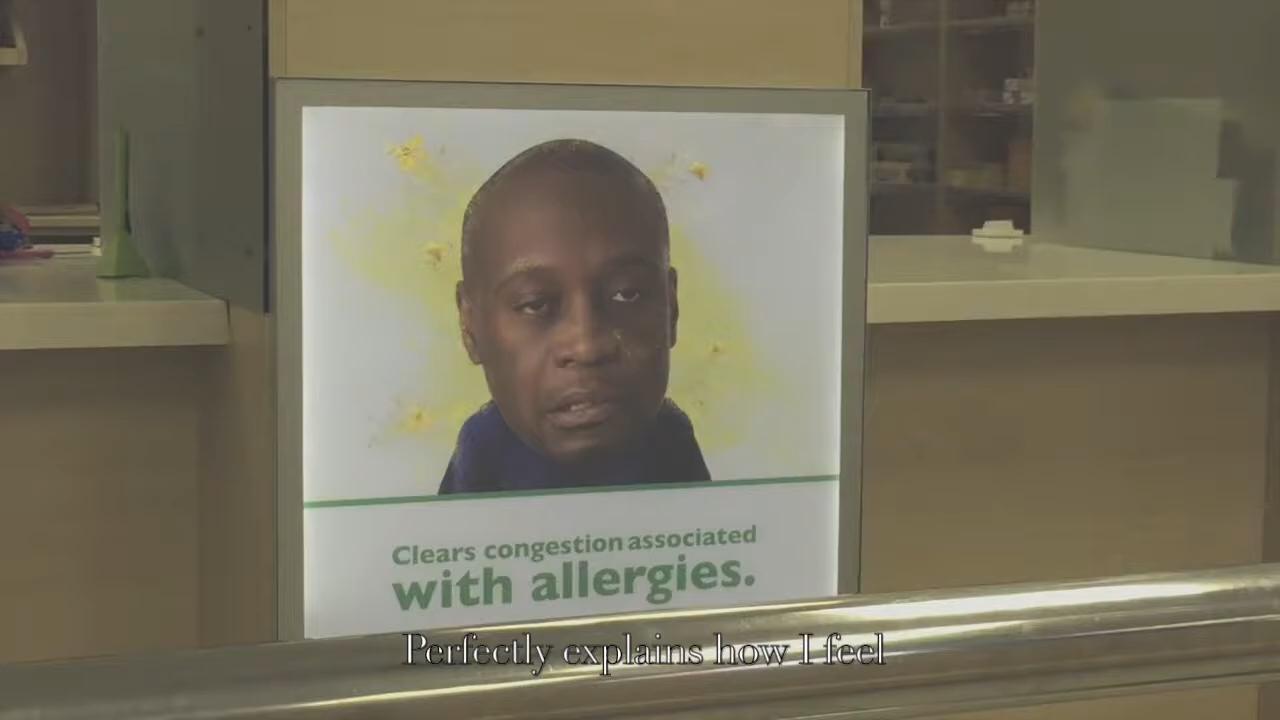 Clears congestion associated
with allergies.
Perfectly explains how I feel